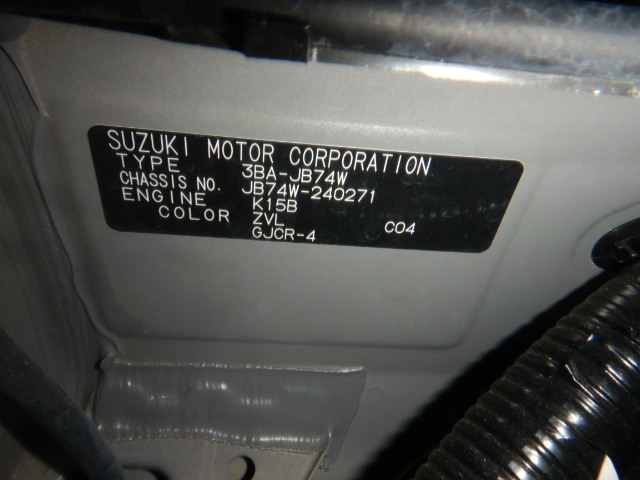 SUZUKI MOTOR CORPORATION
TYPE 3BA-JB74W
CHASSIS NO. JB74W-240271
ENGINE K15B
COLOR ZVL C04
GJCR-4